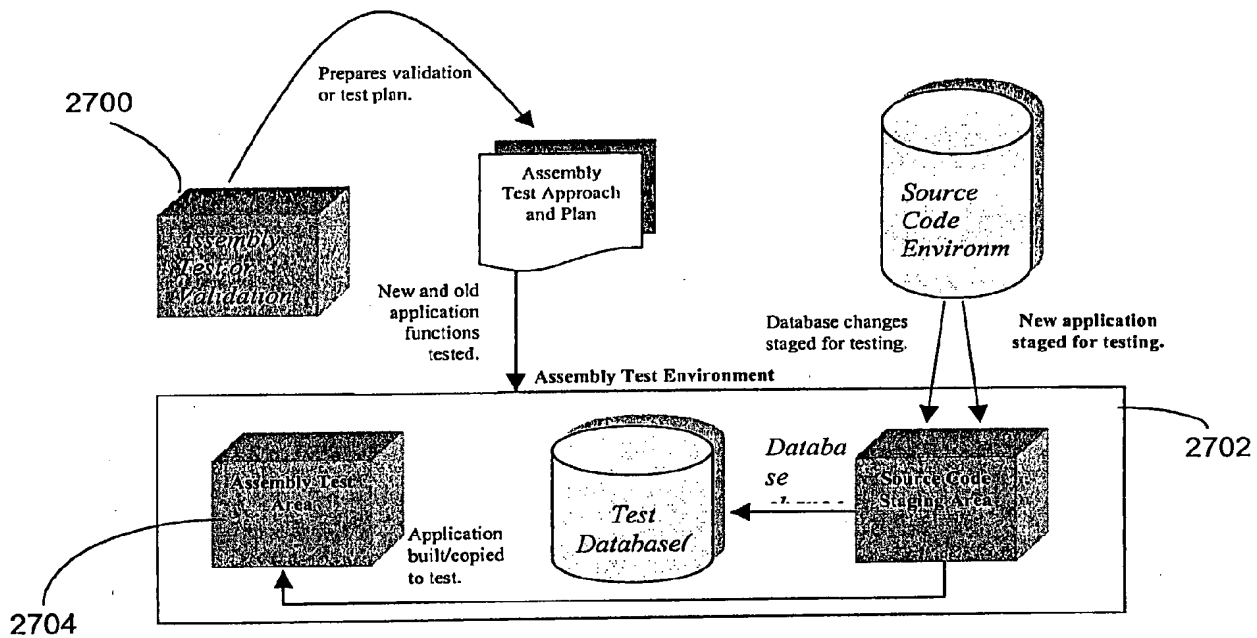 Prepares validation
or test plan.
2700
Assembly
Test Approach
and Plan
Assembly
Test or
Validation
Source
Code
Environm
New and old
application
functions
tested.
Database changes
staged for testing.
New application
staged for testing.
Assembly Test Environment
2702
Assembly Test
Area
Application
built/copied
to test.
Test
Database(
Databa
se
Source Code
Staging Area
2704